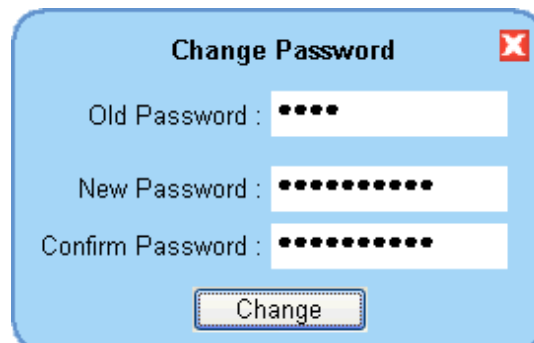 Change Password
Old Password : ••••
New Password : ••••••••••
Confirm Password : ••••••••••
Change